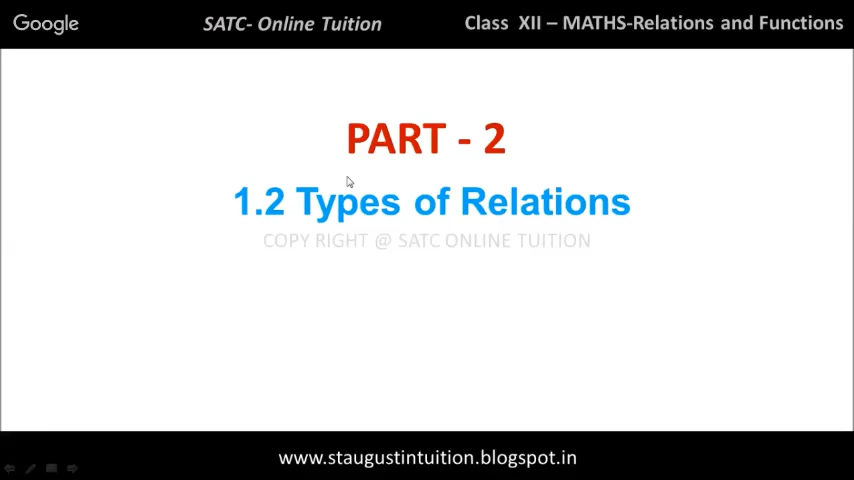 Google
SATC- Online Tuition
Class XII – MATHS-Relations and Functions
PART - 2
1.2 Types of Relations
COPY RIGHT @ SATC ONLINE TUITION
www.staugustintuition.blogspot.in